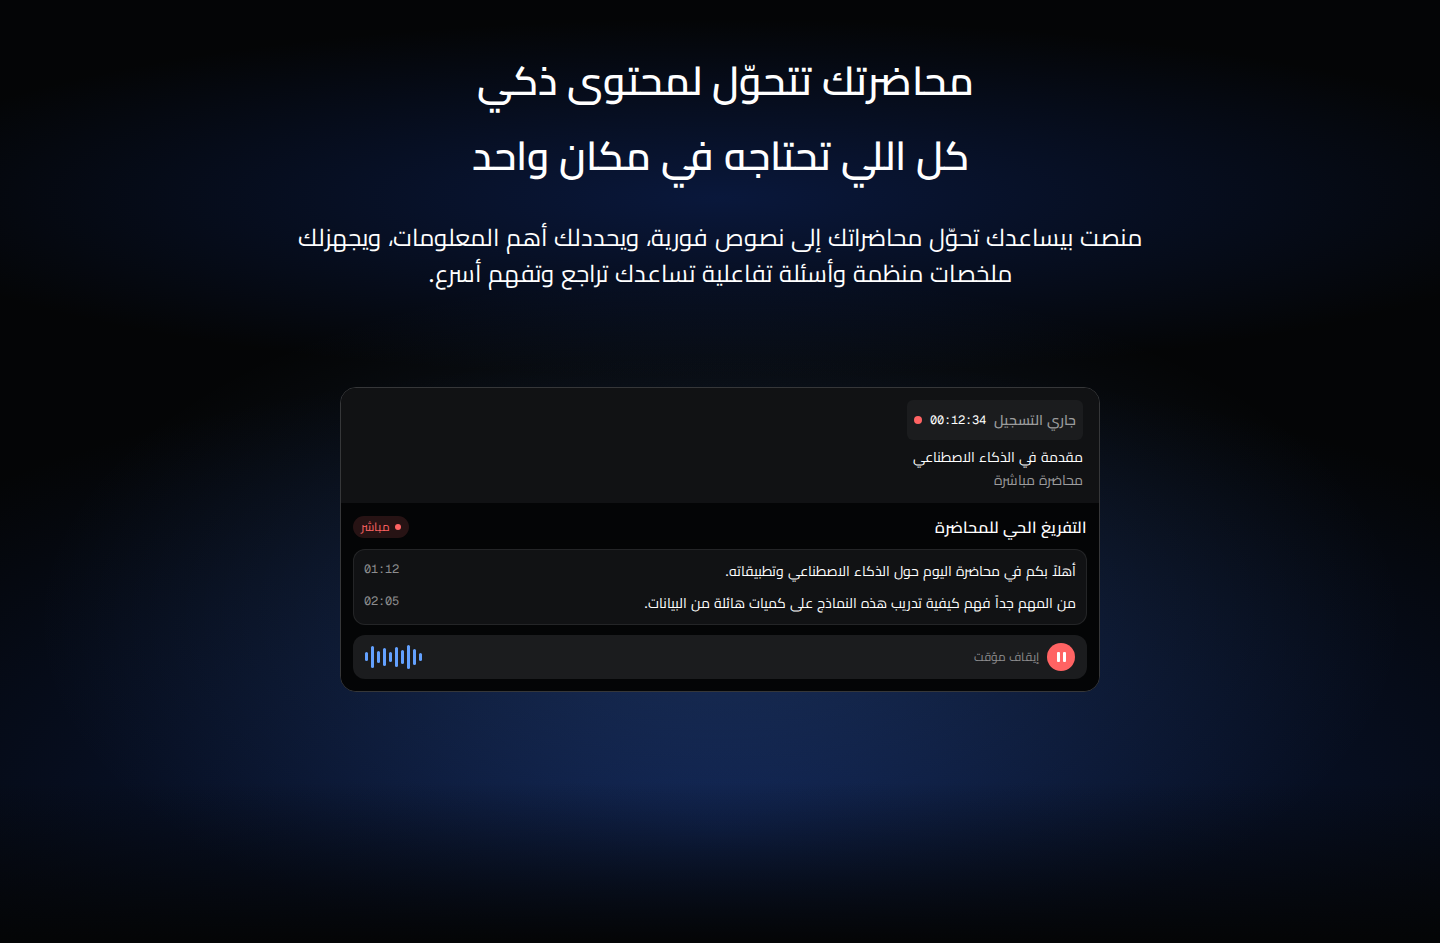 محاضرتك تتحوّل لمحتوى ذكي
كل اللي تحتاجه في مكان واحد
منصت بيساعدك تحوّل محاضراتك إلى نصوص فورية، ويحددلك أهم المعلومات، ويجهزلك
ملخصات منظمة وأسئلة تفاعلية تساعدك تراجع وتفهم أسرع.
جاري التسجيل 00:12:34
مقدمة في الذكاء الاصطناعي
محاضرة مباشرة
التفريغ الحي للمحاضرة
مباشر
أهلاً بكم في محاضرة اليوم حول الذكاء الاصطناعي وتطبيقاته.
01:12
من المهم جداً فهم كيفية تدريب هذه النماذج على كميات هائلة من البيانات.
02:05
إيقاف مؤقت